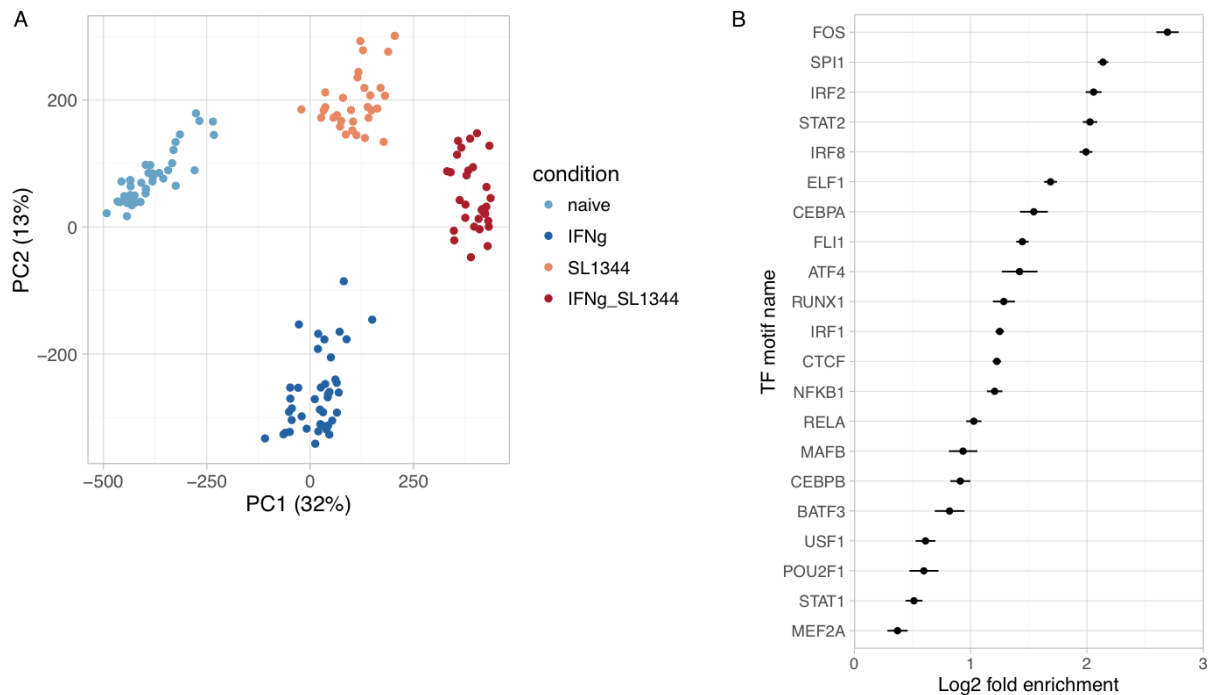 A
PC2 (13%)
200
0
−200
−500
−250
0
250
PC1 (32%)
condition
naive
IFNg
SL1344
IFNg_SL1344
B
TF motif name
FOS
SPI1
IRF2
STAT2
IRF8
ELF1
CEBPA
FLI1
ATF4
RUNX1
IRF1
CTCF
NFKB1
RELA
MAFB
CEBPB
BATF3
USF1
POU2F1
STAT1
MEF2A
0
1
2
3
Log2 fold enrichment